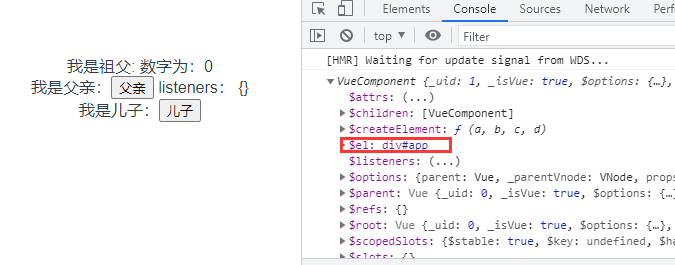 我是祖父: 数字为：0
我是父亲： 父亲 listeners： {}
我是儿子： 儿子
Elements Console Sources
top Filter
[HMR] Waiting for update signal from WDS...
VueComponent {_uid: 1, _isVue: true, $options: {…},
$attrs: (...)
$children: [VueComponent]
$createElement: ƒ (a, b, c, d)
$el: div#app
$listeners: (...)
$options: {parent: Vue, _parentVnode: VNode, props
$parent: Vue {_uid: 0, _isVue: true, $options: {…},
$refs: {}
$root: Vue {_uid: 0, _isVue: true, $options: {…},
$scopedSlots: {$stable: true, $key: undefined, $ha
$slots: {}